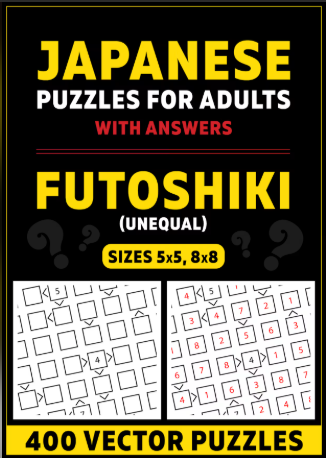 JAPANESE
PUZZLES FOR ADULTS
WITH ANSWERS
FUTOSHIKI
(UNEQUAL)
? ? ? ?
SIZES 5x5, 8x8
400 VECTOR PUZZLES